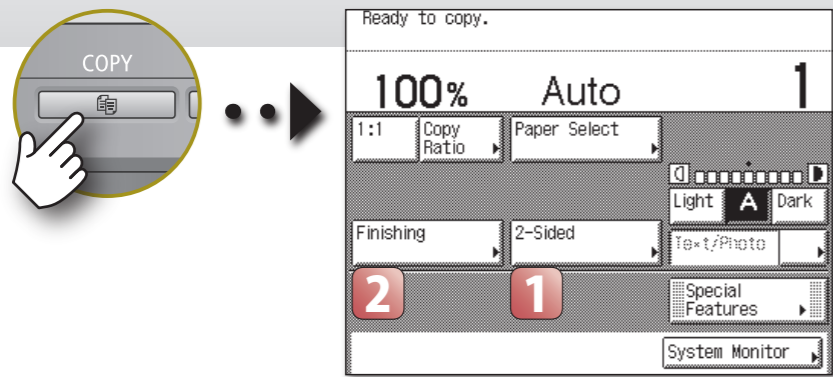 Ready to copy.
COPY
100% Auto 1
1:1 Copy Ratio Paper Select
Light A Dark
Finishing 2-Sided Text/Photo
2 1
Special Features
System Monitor